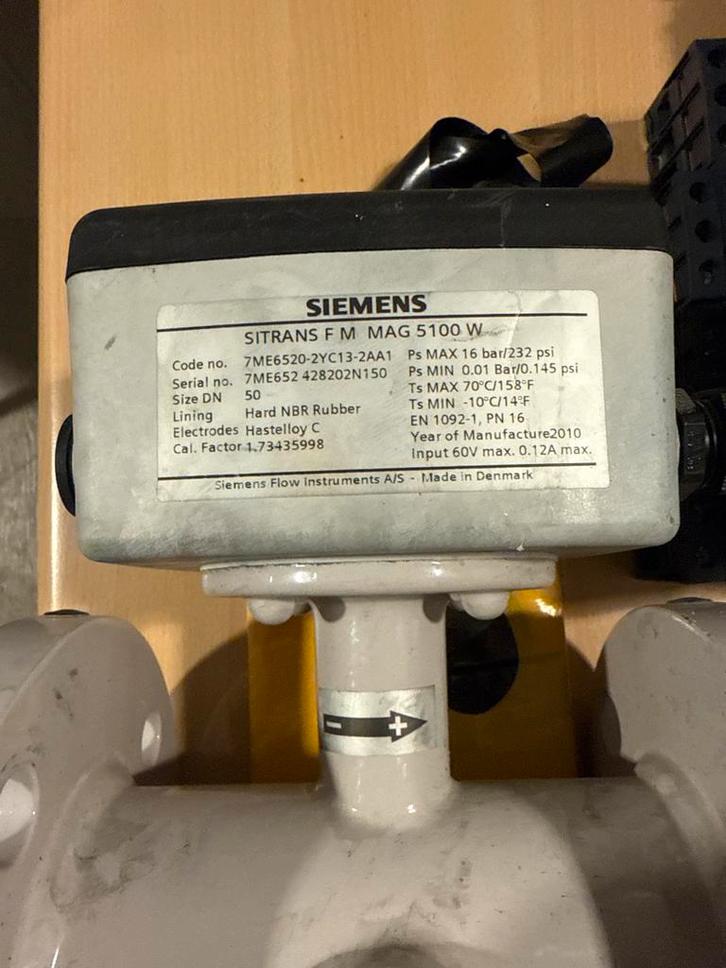 SIEMENS
SITRANS F M MAG 5100 W
Code no. 7ME6520-2YC13-2AA1
Serial no. 7ME652 428202N150
Size DN 50
Lining Hard NBR Rubber
Electrodes Hastelloy C
Cal. Factor 1.73435998
Ps MAX 16 bar/232 psi
Ps MIN 0.01 Bar/0.145 psi
Ts MAX 70°C/158°F
Ts MIN -10°C/14°F
EN 1092-1, PN 16
Year of Manufacture2010
Input 60V max. 0.12A max.
Siemens Flow Instruments A/S - Made in Denmark
- +